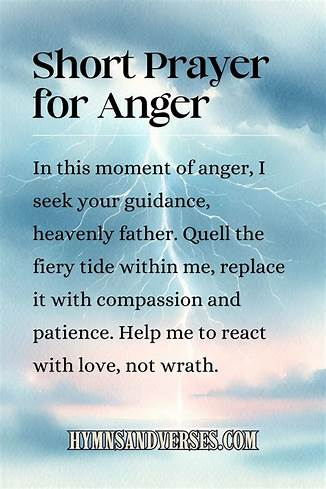 Short Prayer
for Anger
In this moment of anger, I
seek your guidance,
heavenly father. Quell the
fiery tide within me, replace
it with compassion and
patience. Help me to react
with love, not wrath.
HYMNSANDVERSES.COM